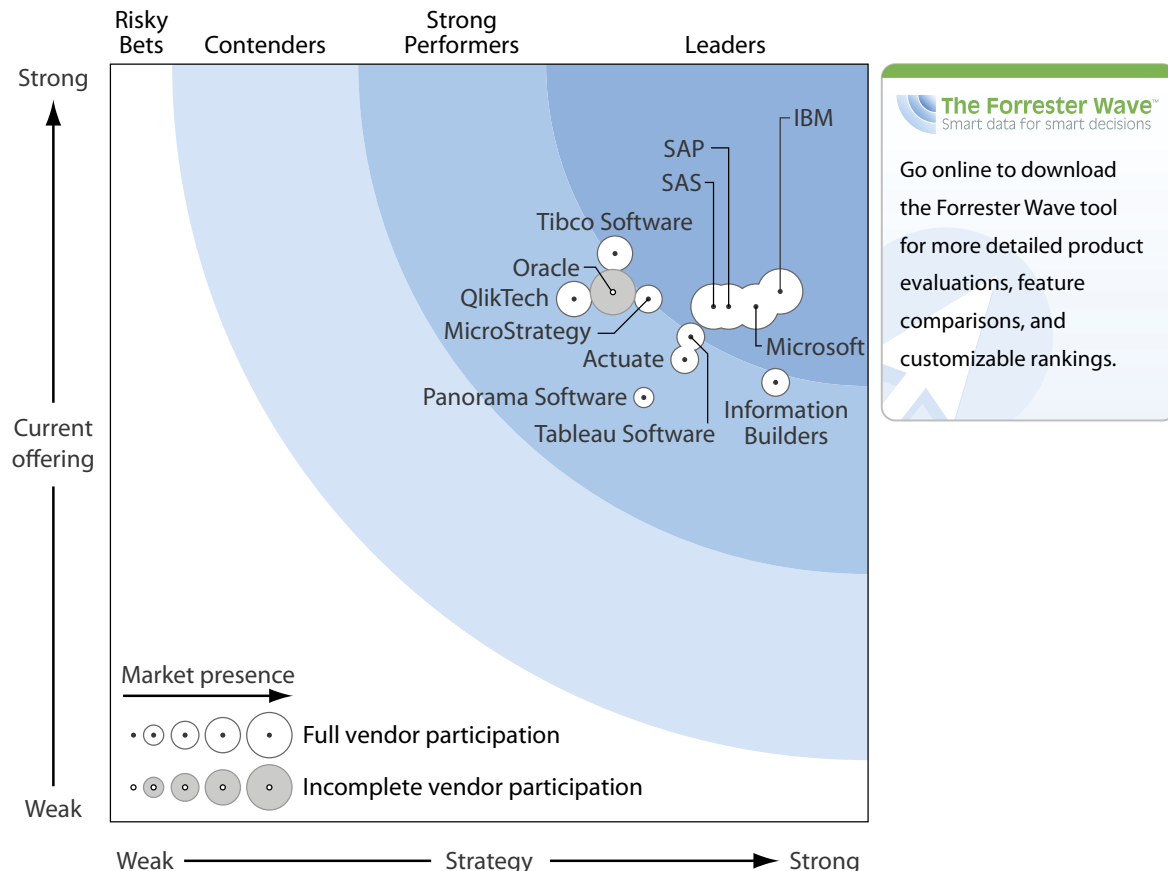 Risky
Bets
Contenders
Strong
Performers
Leaders
Strong
Current
offering
Weak
IBM
SAP
SAS
Tibco Software
Oracle
QlikTech
MicroStrategy
Microsoft
Actuate
Panorama Software
Information
Builders
Tableau Software
Market presence
Full vendor participation
Incomplete vendor participation
Weak
Strategy
Strong
The Forrester Wave™
Smart data for smart decisions
Go online to download
the Forrester Wave tool
for more detailed product
evaluations, feature
comparisons, and
customizable rankings.